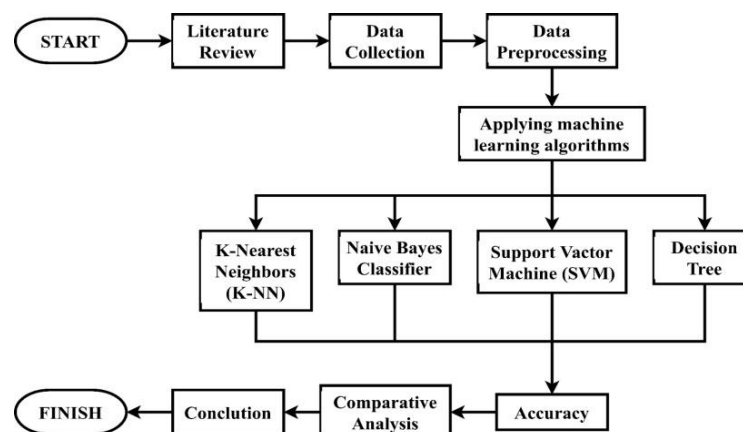 START
Literature
Review
Data
Collection
Data
Preprocessing
Applying machine
learning algorithms
K-Nearest
Neighbors
(K-NN)
Naive Bayes
Classifier
Support Vactor
Machine (SVM)
Decision
Tree
Accuracy
Comparative
Analysis
Conclution
FINISH